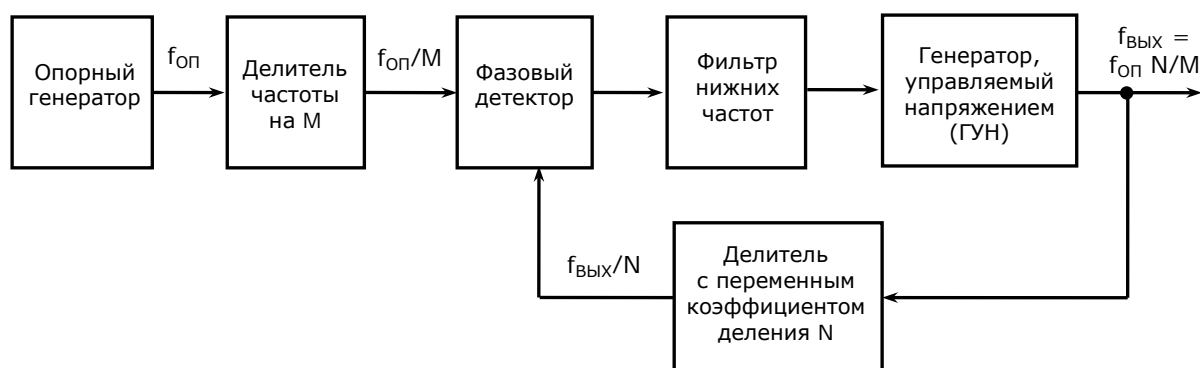 Опорный
генератор
fОП
Делитель
частоты
на M
fОП/M
Фазовый
детектор
Фильтр
нижних
частот
Генератор,
управляемый
напряжением
(ГУН)
fВЫХ =
fОП N/M
fВЫХ/N
Делитель
с переменным
коэффициентом
деления N